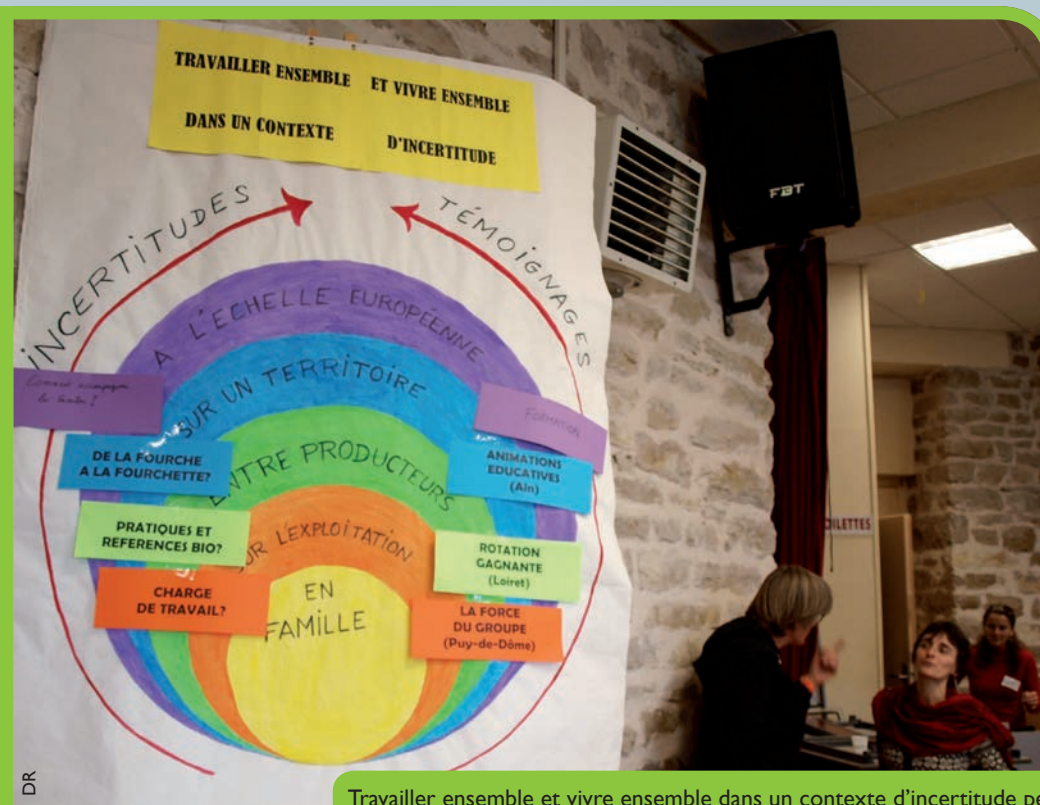 TRAVAILLER ENSEMBLE ET VIVRE ENSEMBLE
DANS UN CONTEXTE D'INCERTITUDE
INCERTITUDES
TÉMOIGNAGES
A L'ECHELLE EUROPÉENNE
SUR UN TERRITOIRE
ENTRE PRODUCTEURS
SUR L'EXPLOITATION
EN
FAMILLE
Comment accompagner
FORMATION
DE LA FOURCHE
A LA FOURCHETTE?
ANIMATIONS
EDUCATIVES
(Ain)
PRATIQUES ET
REFERENCES BIO?
ROTATION
GAGNANTE
(Loiret)
CHARGE
DE TRAVAIL?
LA FORCE
DU GROUPE
(Puy-de-Dôme)
FBT
OILETTES
DR
Travailler ensemble et vivre ensemble dans un contexte d'incertitude